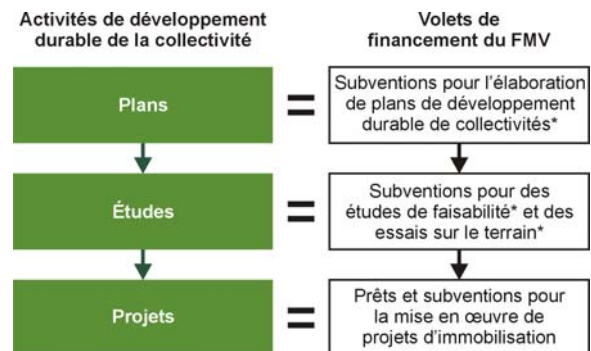 Activités de développement
durable de la collectivité
Volets de
financement du FMV
Plans
=
Subventions pour l'élaboration
de plans de développement
durable de collectivités*
Études
=
Subventions pour des
études de faisabilité* et des
essais sur le terrain*
Projets
=
Prêts et subventions pour
la mise en œuvre de
projets d'immobilisation